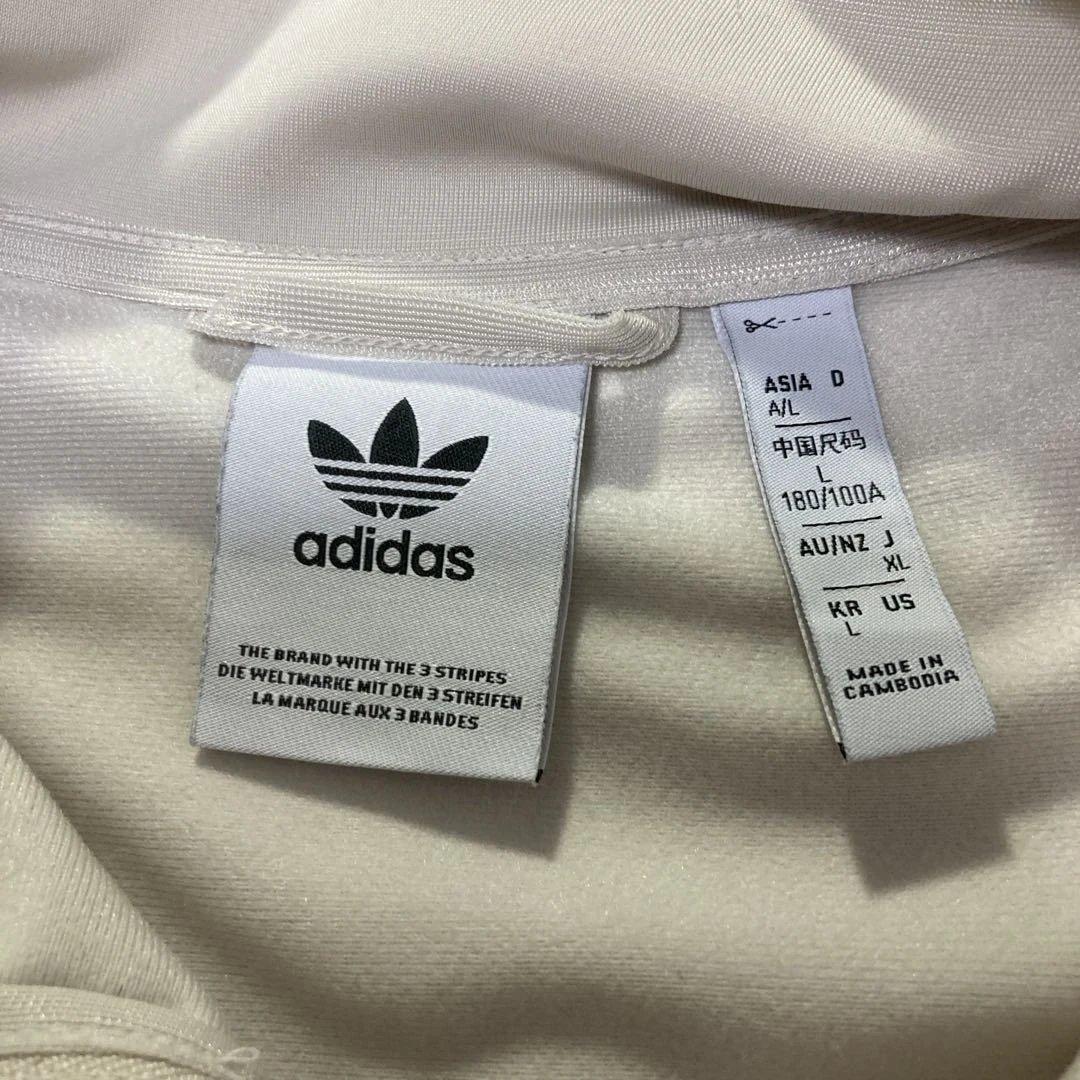 adidas
THE BRAND WITH THE 3 STRIPES
DIE WELTMARKE MIT DEN 3 STREIFEN
LA MARQUE AUX 3 BANDES
ASIA D
A/L
中国尺码
L
180/100A
AU/NZ J
XL
KR US
L
MADE IN
CAMBODIA